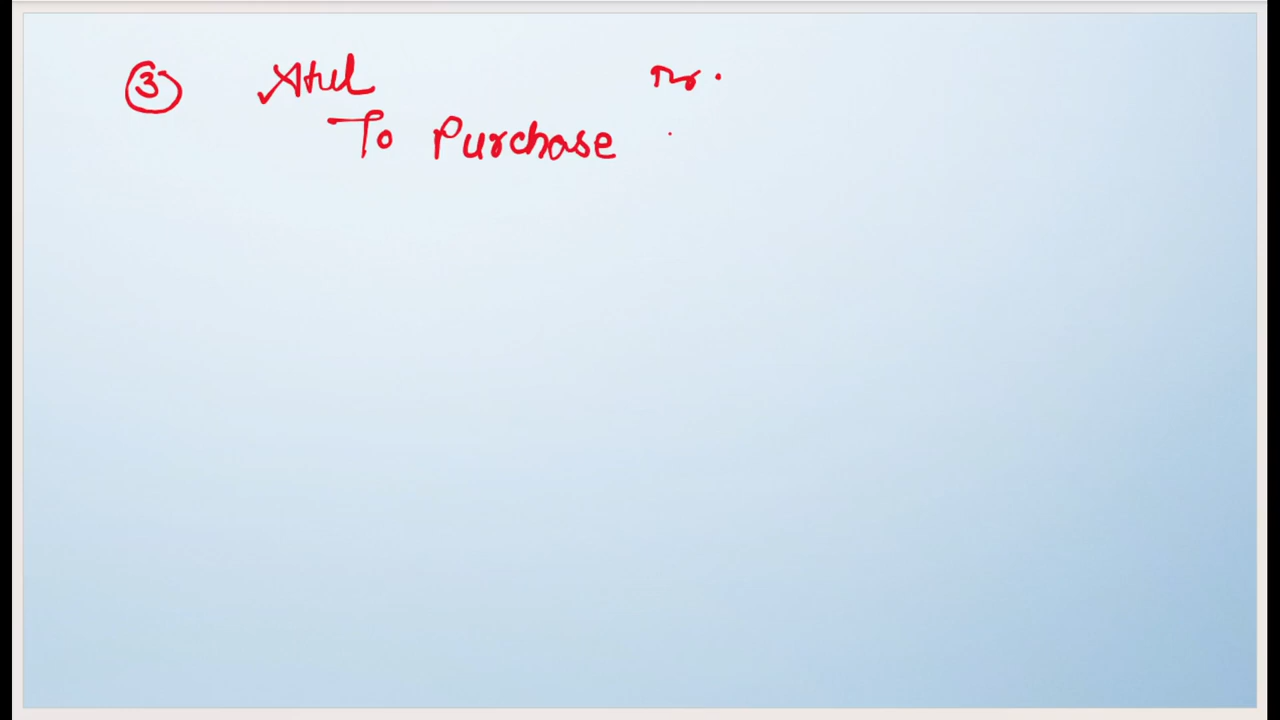 ③ Atul Dr.
To Purchase